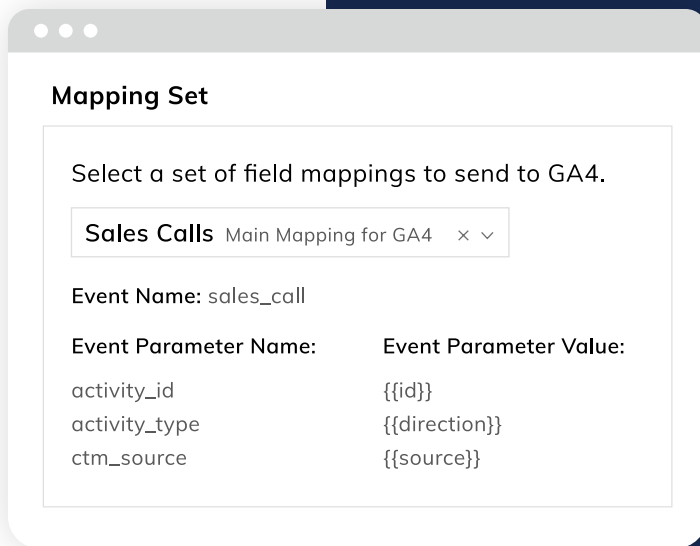 Mapping Set
Select a set of field mappings to send to GA4.
Sales Calls Main Mapping for GA4
Event Name: sales_call
Event Parameter Name: Event Parameter Value:
activity_id {{id}}
activity_type {{direction}}
ctm_source {{source}}